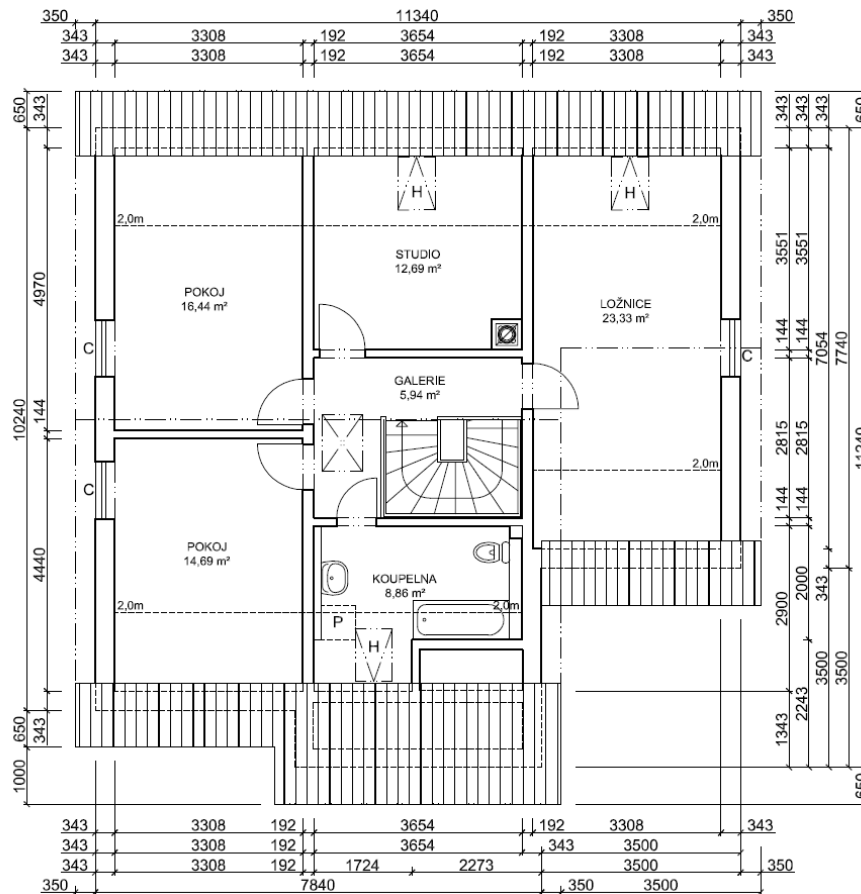 350 11340 350
343 3308 192 3654 192 3308 343
343 3308 192 3654 192 3308 343
650 343 343 343 343 650
H H
2,0m 2,0m
STUDIO
12,69 m²
POKOJ
16,44 m²
LOŽNICE
23,33 m²
4970 3551 3551
C C
144 144 7054 7740
GALERIE
5,94 m²
10240 144 2815 2815 11240
2,0m
C
144 144
POKOJ
14,69 m²
KOUPELNA
8,86 m²
4440 2000
2,0m 2,0m
P
H
2900 343
3500 3500
2243
650 343 1343
1000 650
343 3308 192 3654 192 3308 343
343 3308 192 3654 343 3500
343 3308 192 1724 2273 3500 350
350 7840 350 3500